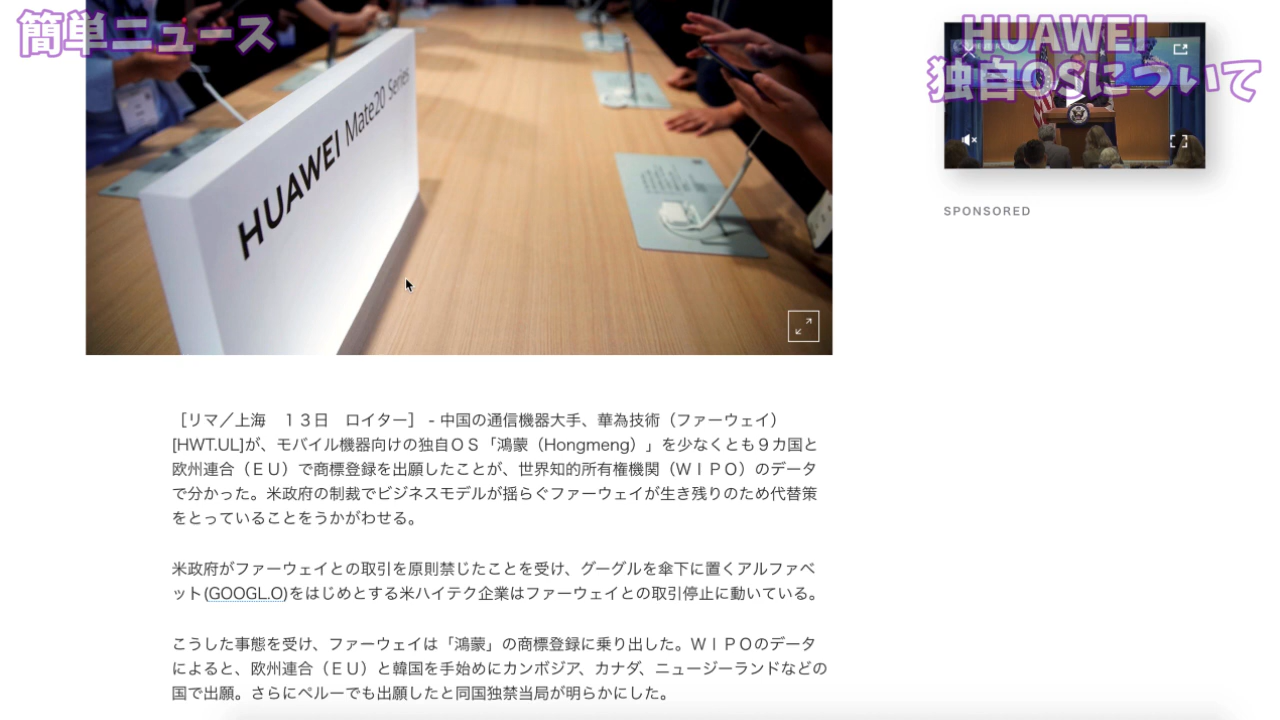 簡単ニュース
HUAWEI
独自OSについて
HUAWEI Mate20 Series
SPONSORED
［リマ／上海　１３日　ロイター］ - 中国の通信機器大手、華為技術（ファーウェイ）
[HWT.UL]が、モバイル機器向けの独自ＯＳ「鴻蒙（Hongmeng）」を少なくとも９カ国と
欧州連合（ＥＵ）で商標登録を出願したことが、世界知的所有権機関（ＷＩＰＯ）のデータ
で分かった。米政府の制裁でビジネスモデルが揺らぐファーウェイが生き残りのため代替策
をとっていることをうかがわせる。
米政府がファーウェイとの取引を原則禁じたことを受け、グーグルを傘下に置くアルファベ
ット(GOOGL.O)をはじめとする米ハイテク企業はファーウェイとの取引停止に動いている。
こうした事態を受け、ファーウェイは「鴻蒙」の商標登録に乗り出した。ＷＩＰＯのデータ
によると、欧州連合（ＥＵ）と韓国を手始めにカンボジア、カナダ、ニュージーランドなどの
国で出願。さらにペルーでも出願したと同国独禁当局が明らかにした。